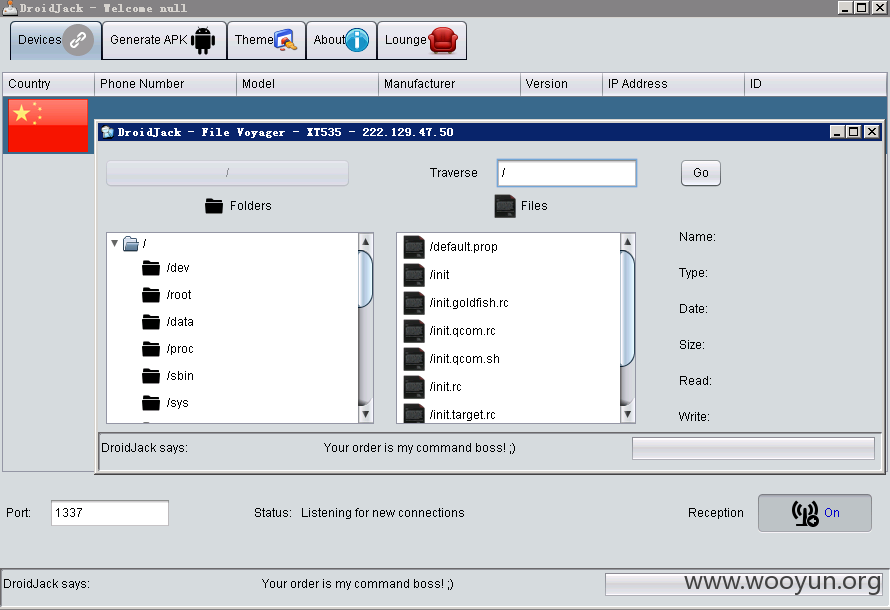 DroidJack - Welcome null
Devices Generate APK Theme About Lounge
Country Phone Number Model Manufacturer Version IP Address ID
DroidJack - File Voyager - XT535 - 222.129.47.50
/ Traverse / Go
Folders Files
/ /default.prop Name:
/dev /init Type:
/root /init.goldfish.rc Date:
/data /init.qcom.rc Size:
/proc /init.qcom.sh Read:
/sbin /init.rc Write:
/sys /init.target.rc
DroidJack says: Your order is my command boss! ;)
Port: 1337 Status: Listening for new connections Reception On
DroidJack says: Your order is my command boss! ;)
www.wooyun.org